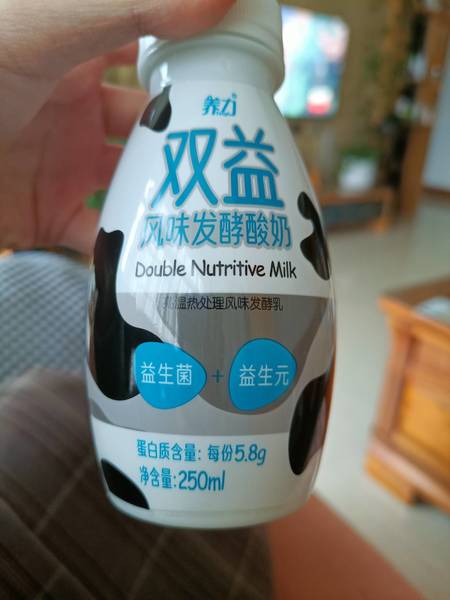 养力
双益
风味发酵酸奶
Double Nutritive Milk
温热处理风味发酵乳
益生菌 + 益生元
蛋白质含量：每份5.8g
净含量：250ml